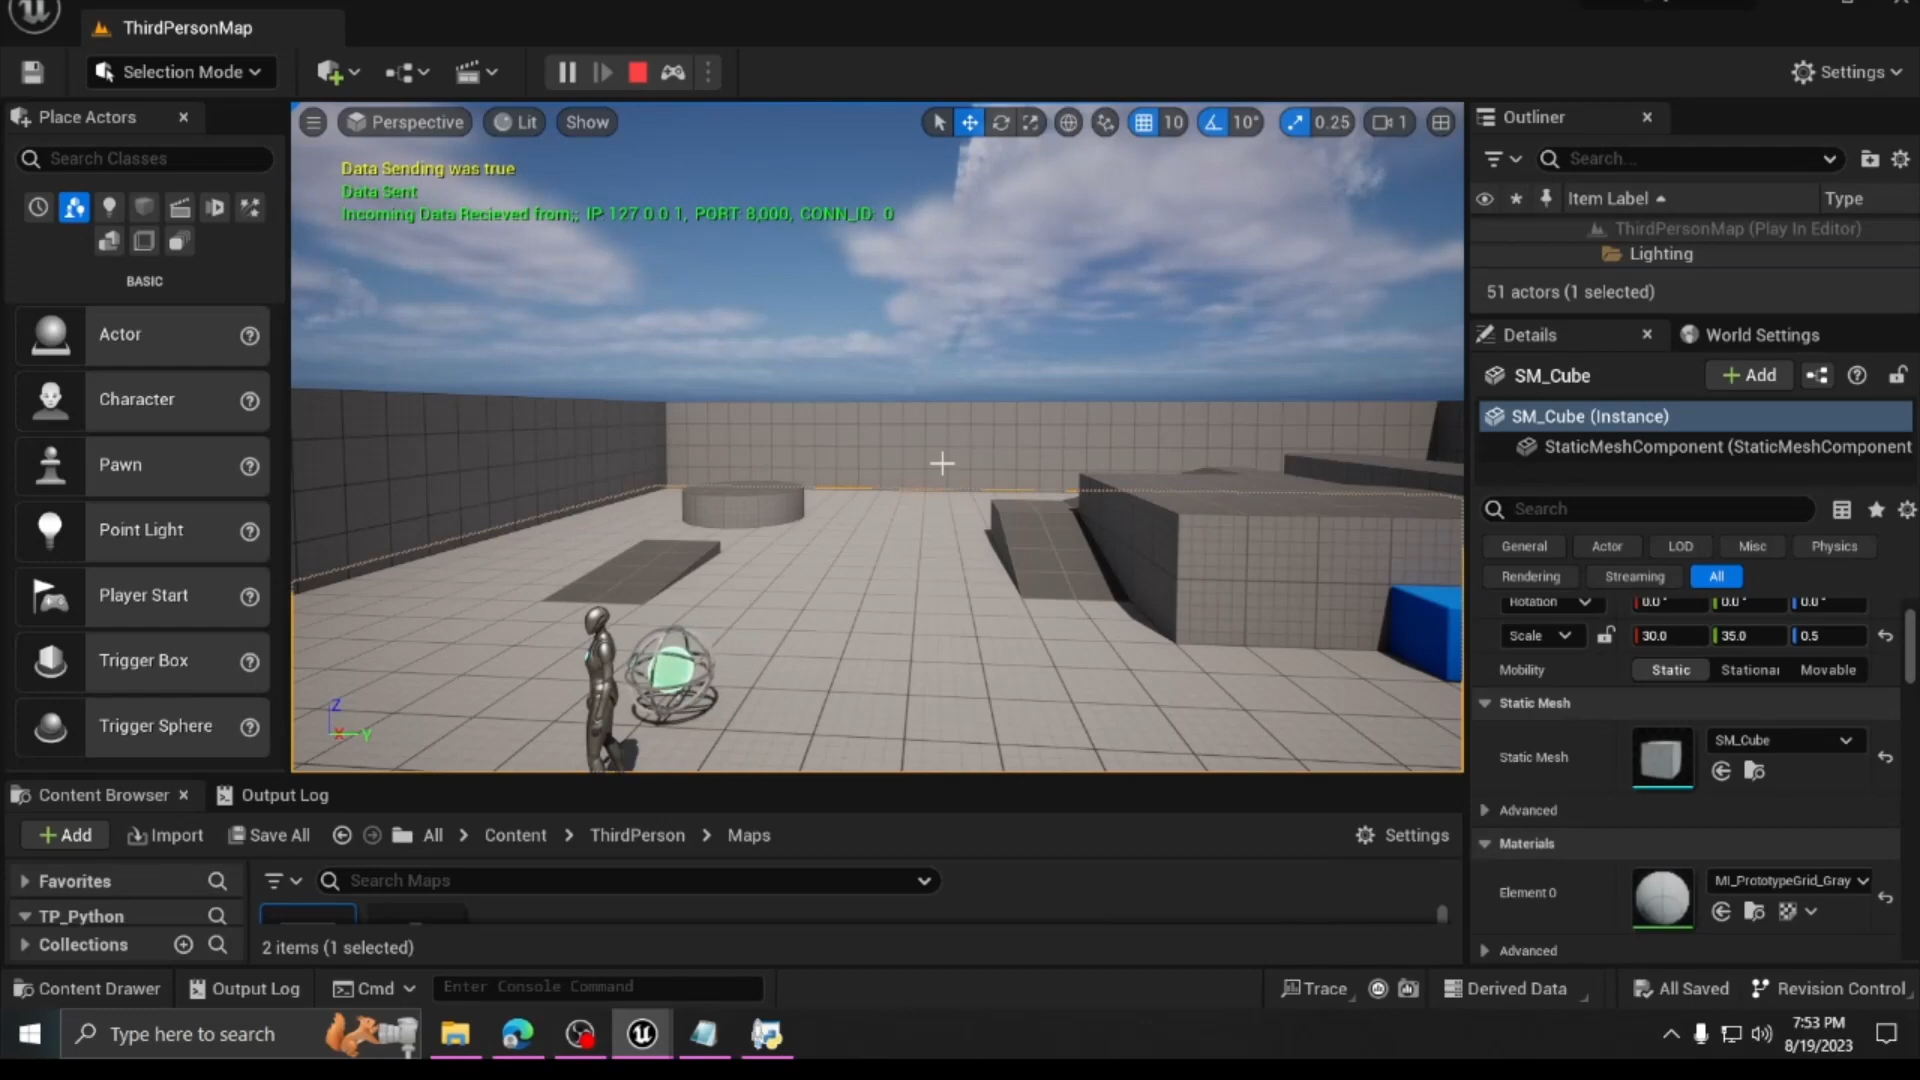 ThirdPersonMap
Selection Mode
Settings
Place Actors
Search Classes
BASIC
Actor
Character
Pawn
Point Light
Player Start
Trigger Box
Trigger Sphere
Perspective
Lit
Show
10
10°
0.25
1
Data Sending was true
Data Sent
Incoming Data Recieved from;; IP 127.0.0.1, PORT 8,000, CONN_ID: 0
Z
X
Y
Outliner
Search...
Item Label
Type
ThirdPersonMap (Play In Editor)
Lighting
51 actors (1 selected)
Details
World Settings
SM_Cube
Add
SM_Cube (Instance)
StaticMeshComponent (StaticMeshComponent
Search
General
Actor
LOD
Misc
Physics
Rendering
Streaming
All
Rotation
0.0°
0.0°
0.0°
Scale
30.0
35.0
0.5
Mobility
Static
Stationar
Movable
Static Mesh
Static Mesh
SM_Cube
Advanced
Materials
Element 0
MI_PrototypeGrid_Gray
Advanced
Content Browser
Output Log
Add
Import
Save All
All
Content
ThirdPerson
Maps
Settings
Favorites
TP_Python
Collections
Search Maps
2 items (1 selected)
Content Drawer
Output Log
Cmd
Enter Console Command
Trace
Derived Data
All Saved
Revision Control
Type here to search
7:53 PM
8/19/2023